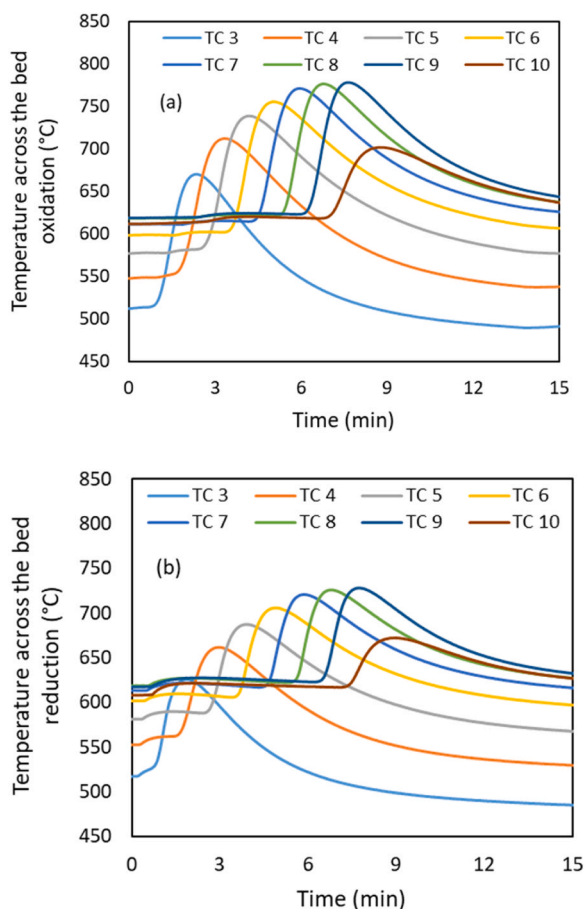 850
800
750
700
650
600
550
500
450
Temperature across the bed
oxidation (°C)
TC 3 TC 4 TC 5 TC 6
TC 7 TC 8 TC 9 TC 10
(a)
0 3 6 9 12 15
Time (min)
850
800
750
700
650
600
550
500
450
Temperature across the bed
reduction (°C)
TC 3 TC 4 TC 5 TC 6
TC 7 TC 8 TC 9 TC 10
(b)
0 3 6 9 12 15
Time (min)